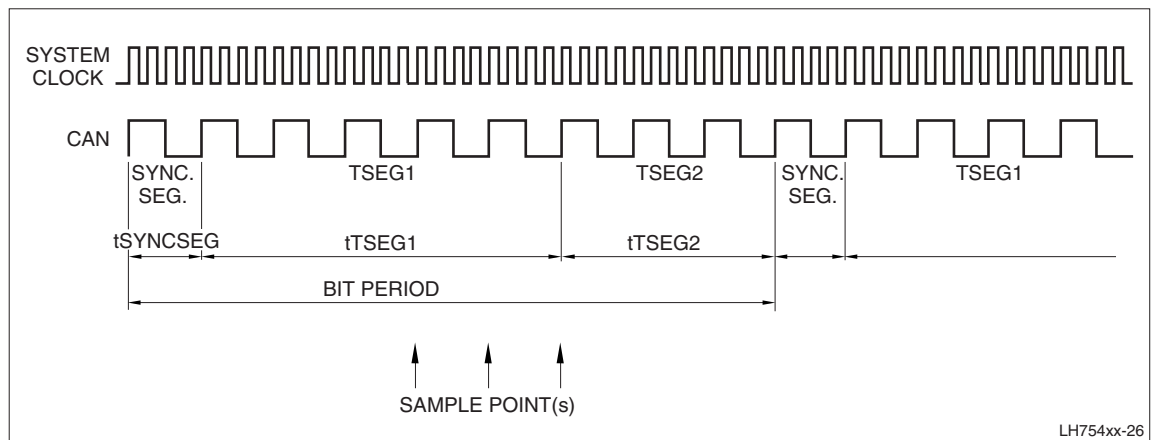 SYSTEM
CLOCK
CAN
SYNC.
SEG.
TSEG1
TSEG2
SYNC.
SEG.
TSEG1
tSYNCSEG
tTSEG1
tTSEG2
BIT PERIOD
SAMPLE POINT(s)
LH754xx-26